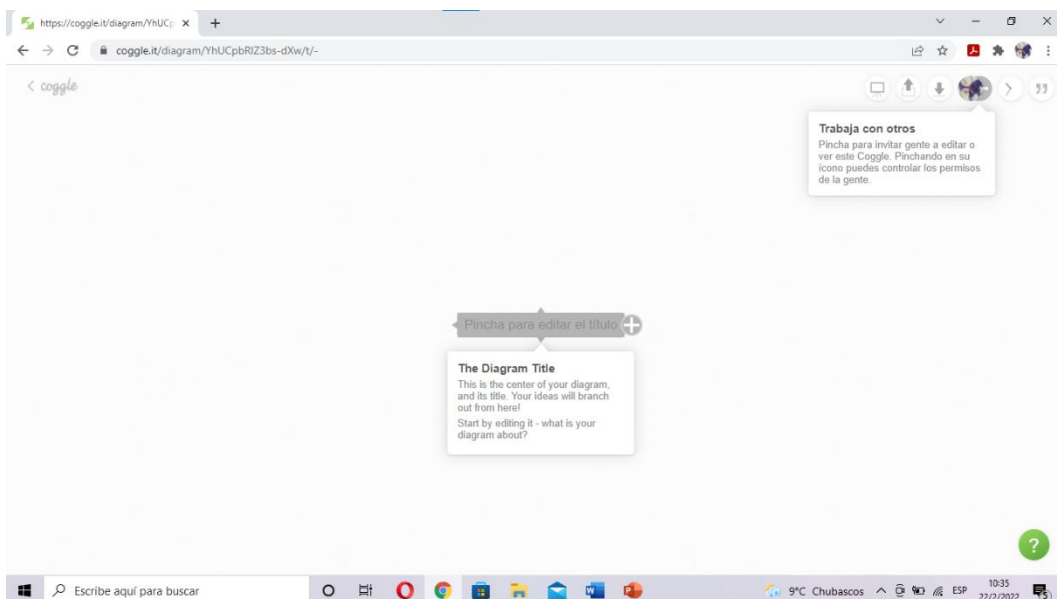 https://coggle.it/diagram/YhUCp
coggle.it/diagram/YhUCpbRIZ3bs-dXw/t/-
coggle
Trabaja con otros
Pincha para invitar gente a editar o
ver este Coggle. Pinchando en su
ícono puedes controlar los permisos
de la gente.
Pincha para editar el título
The Diagram Title
This is the center of your diagram,
and its title. Your ideas will branch
out from here!
Start by editing it - what is your
diagram about?
?
Escribe aquí para buscar
9°C Chubascos
ESP
10:35
22/2/2022